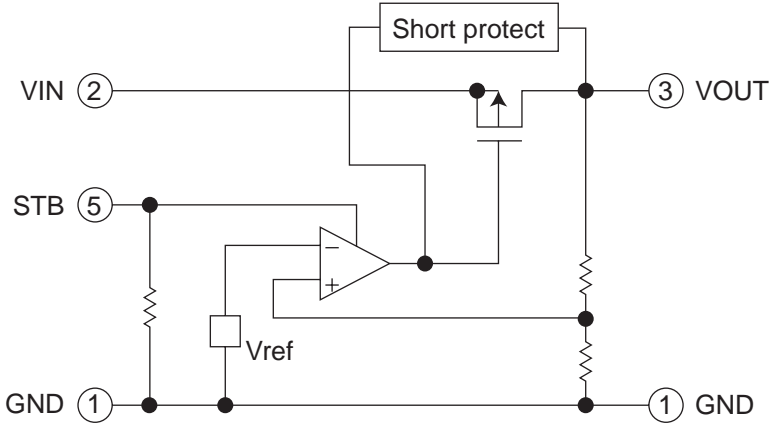 Short protect
VIN 2
3 VOUT
STB 5
−
+
Vref
GND 1
1 GND